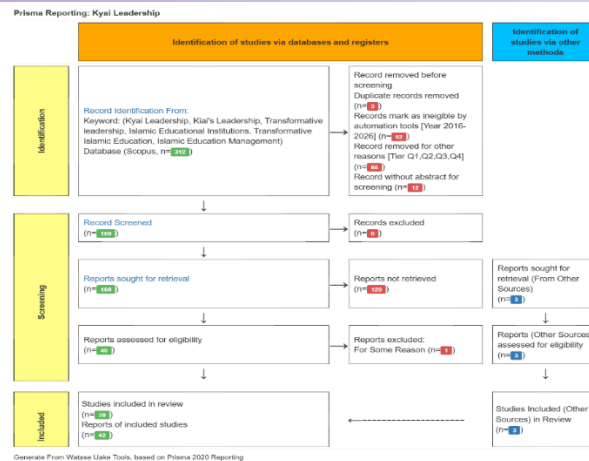 Prisma Reporting: Kyai Leadership
Identification of studies via databases and registers
Identification of
studies via other
methods
Identification
Record Identification From:
Keyword: (Kyai Leadership, Kiai's Leadership, Transformative
leadership, Islamic Educational Institutions, Transformative
Islamic Education, Islamic Education Management)
Database (Scopus, n=312)
Record removed before
screening
Duplicate records removed
(n=3)
Records mark as ineigible by
automation tools [Year 2016-
2026] (n=52)
Record removed for other
reasons [Tier Q1,Q2,Q3,Q4]
(n=)
Record without abstract for
screening (n=12)
Screening
Record Screened
(n=160)
Records excluded
(n=0)
Reports sought for retrieval
(n=160)
Reports not retrieved
(n=120)
Reports sought for
retrieval (From Other
Sources)
(n=3)
Reports assessed for eligibility
(n=40)
Reports excluded:
For Some Reason (n=1)
Reports (Other Sources)
assessed for eligibility
(n=3)
Included
Studies included in review
(n=39)
Reports of included studies
(n=42)
Studies Included (Other
Sources) in Review
(n=3)
Generate From Watase Uake Tools, based on Prisma 2020 Reporting